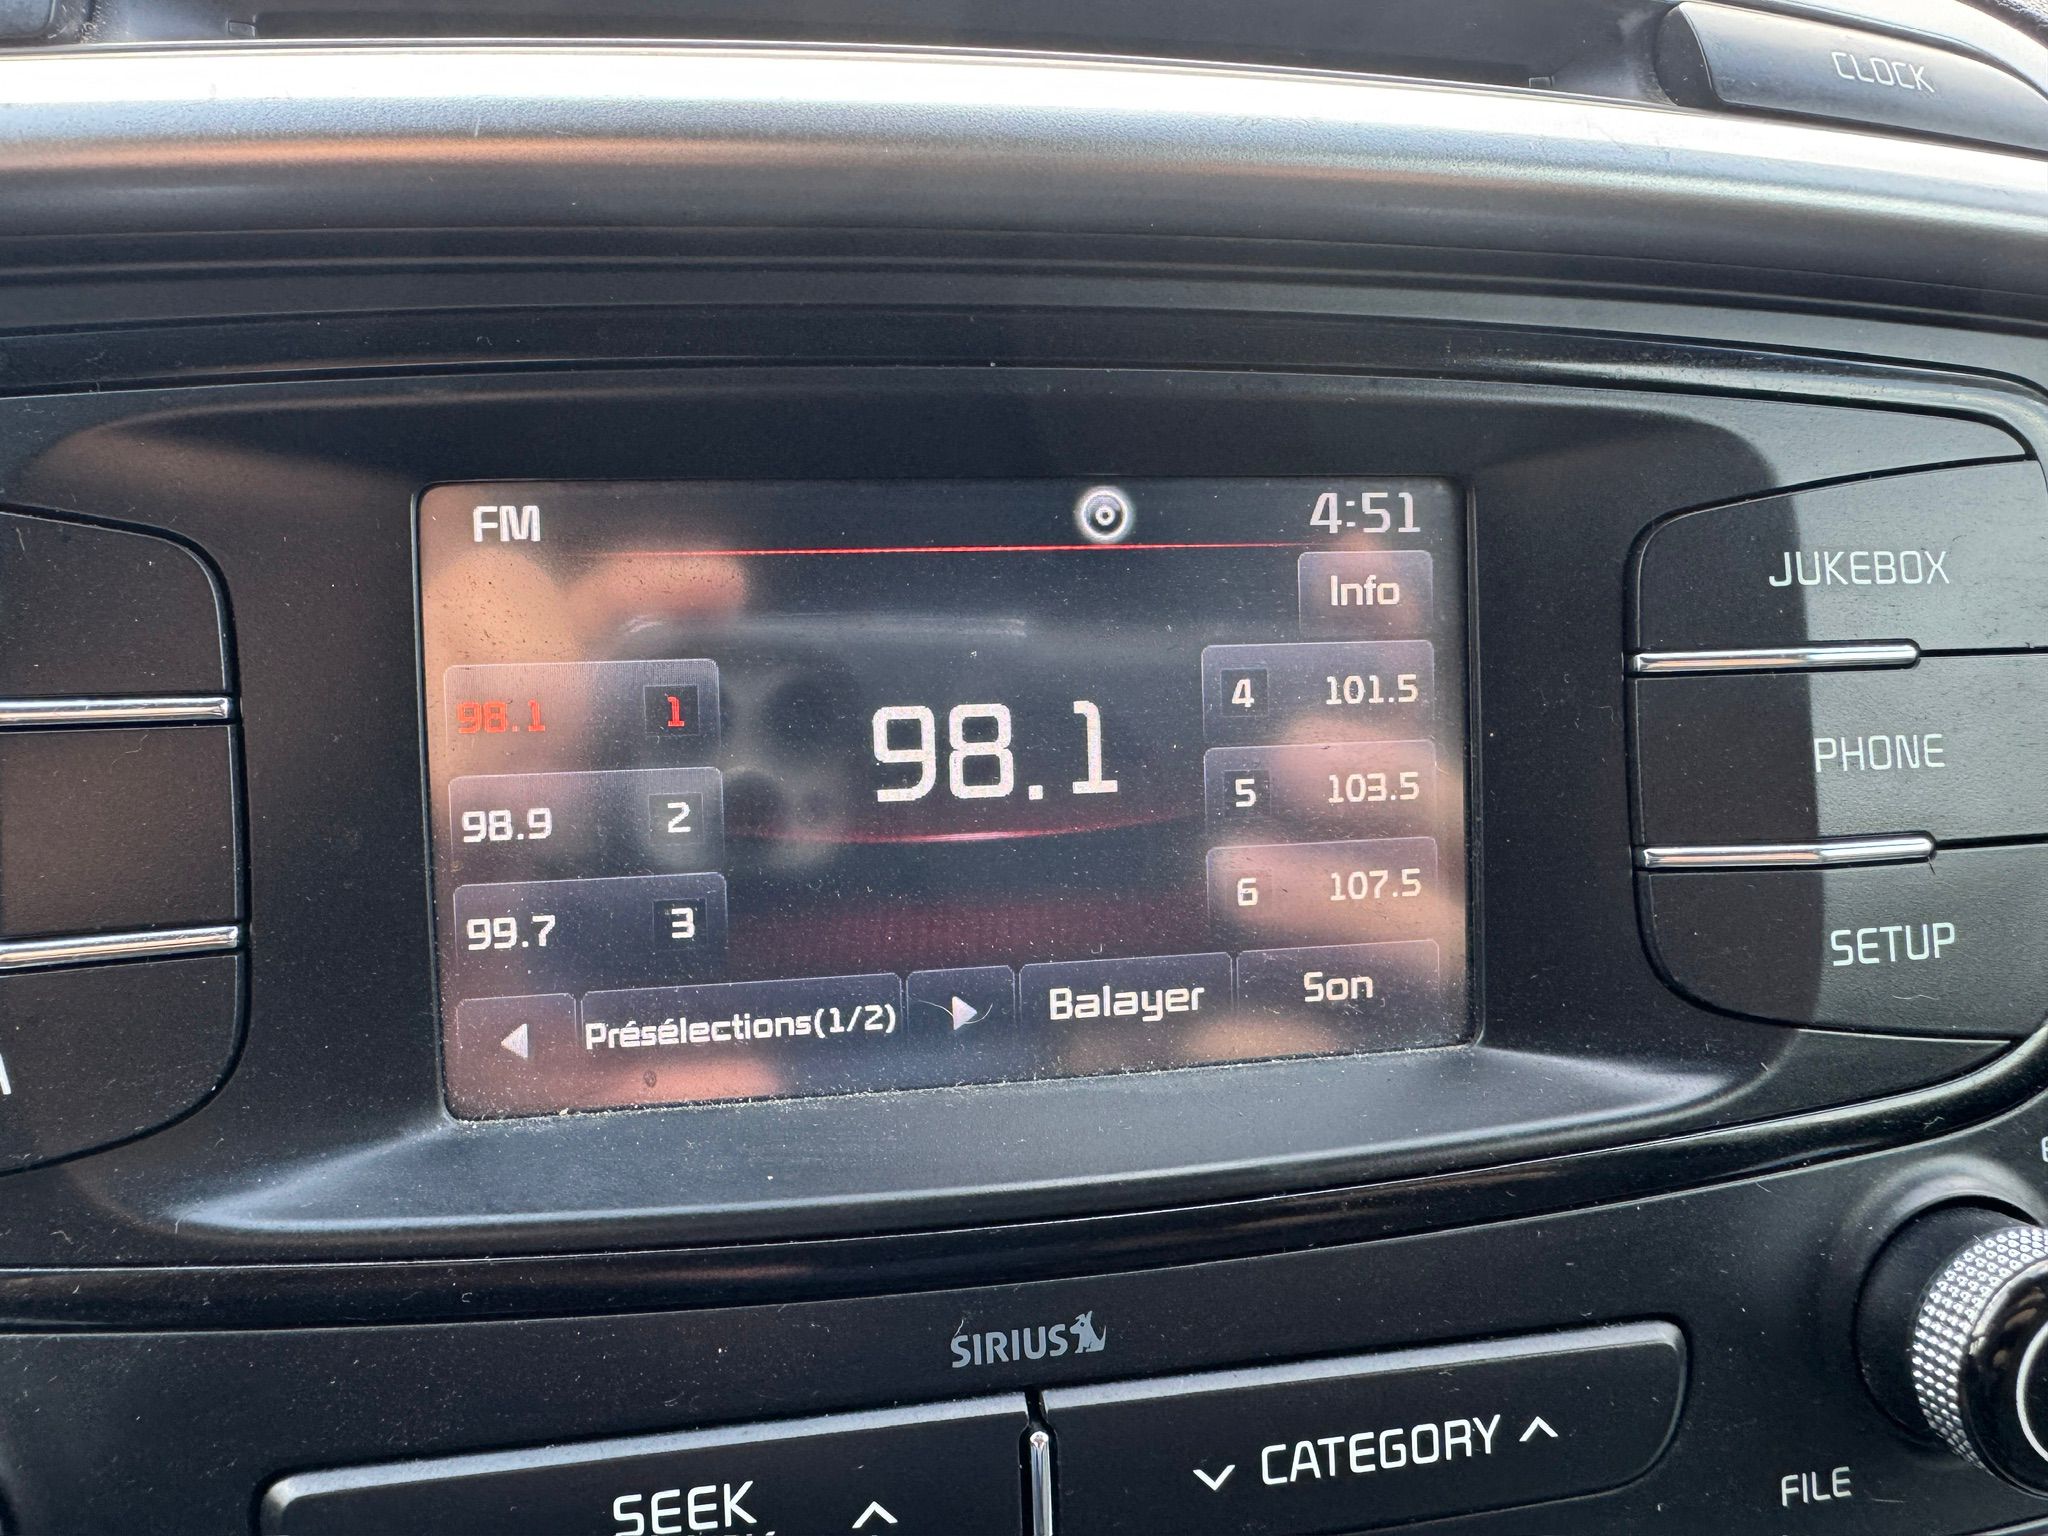 CLOCK
FM 4:51
Info
98.1 1
98.9 2
99.7 3
98.1
4 101.5
5 103.5
6 107.5
Présélections(1/2) Balayer Son
JUKEBOX
PHONE
SETUP
SIRIUS
SEEK
CATEGORY
FILE